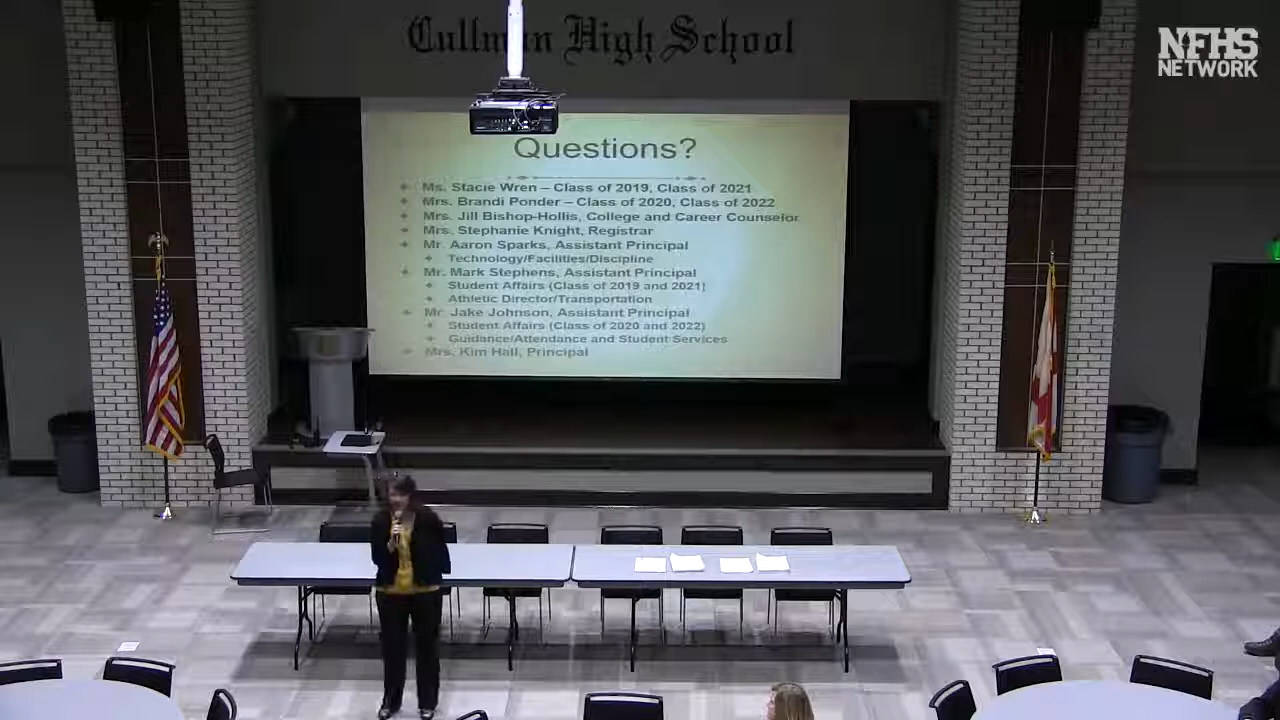 Cullman High School
NFHS
NETWORK
Questions?
Ms. Stacie Wren – Class of 2019, Class of 2021
Mrs. Brandi Ponder – Class of 2020, Class of 2022
Mrs. Jill Bishop-Hollis, College and Career Counselor
Mrs. Stephanie Knight, Registrar
Mr. Aaron Sparks, Assistant Principal
Technology/Facilities/Discipline
Mr. Mark Stephens, Assistant Principal
Student Affairs (Class of 2019 and 2021)
Athletic Director/Transportation
Mr. Jake Johnson, Assistant Principal
Student Affairs (Class of 2020 and 2022)
Guidance/Attendance and Student Services
Mrs. Kim Hall, Principal